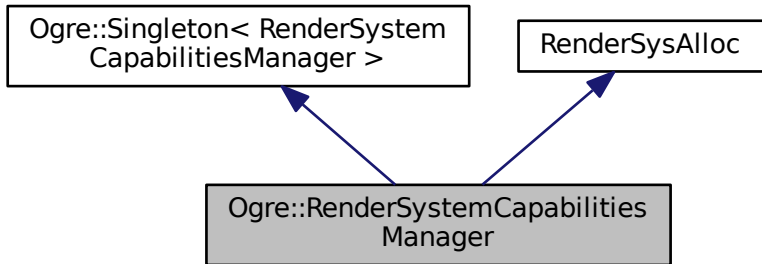 Ogre::Singleton< RenderSystem
CapabilitiesManager >
RenderSysAlloc
Ogre::RenderSystemCapabilities
Manager